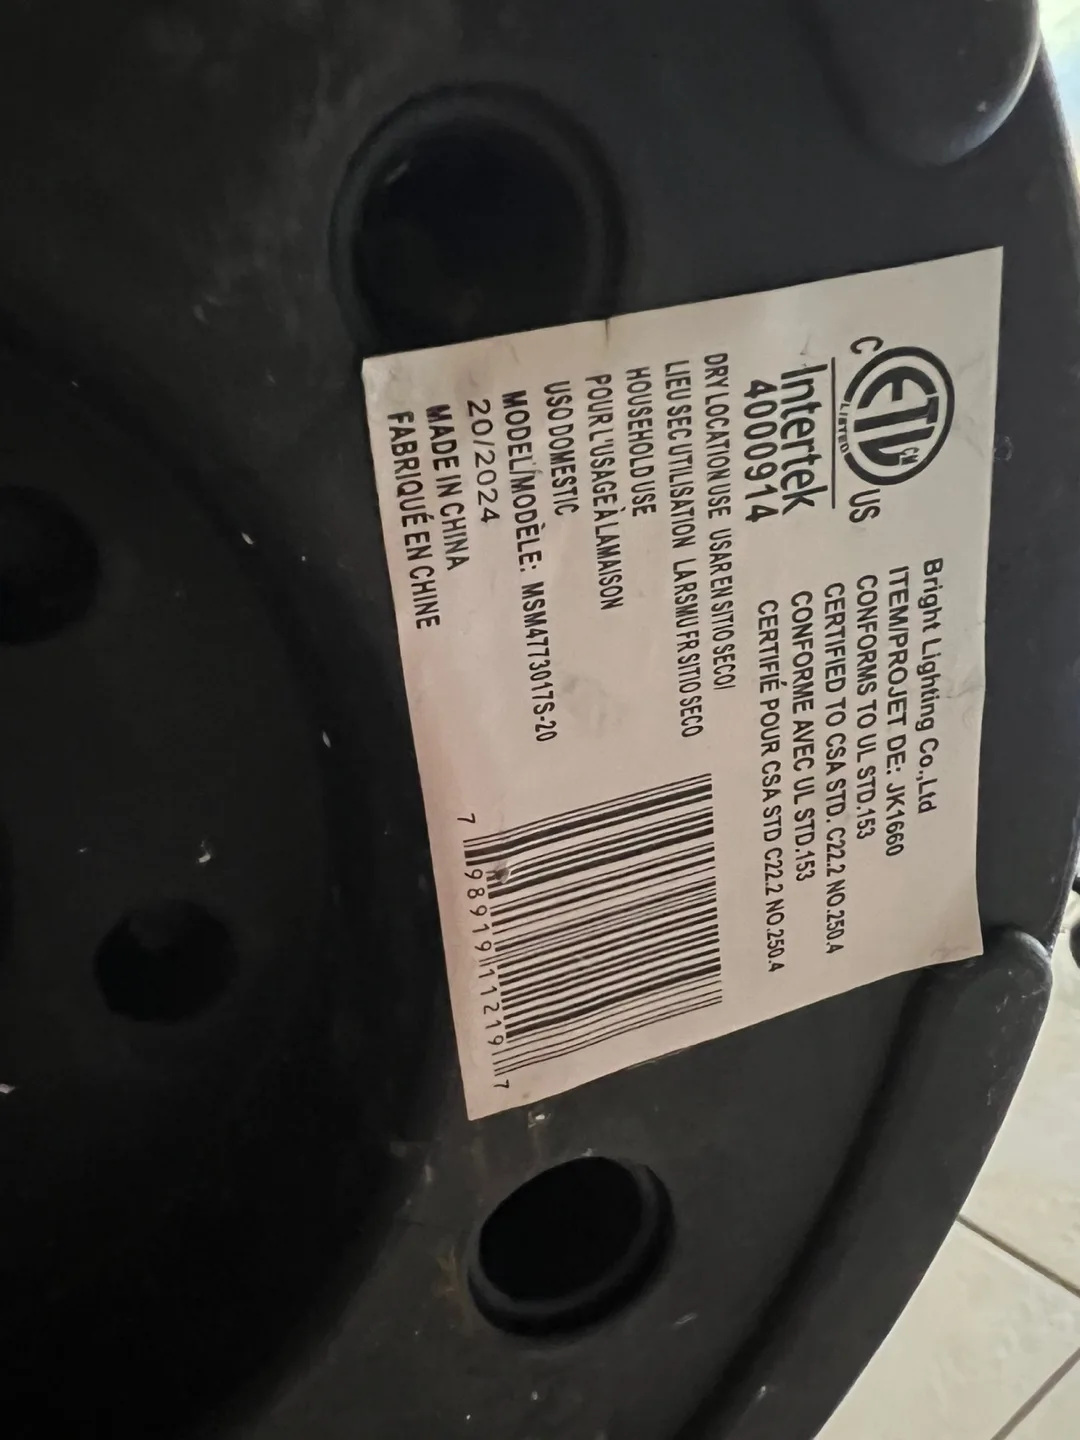 C ETL CM US
LISTED
Intertek
4000914
Bright Lighting Co.,Ltd
ITEM/PROJET DE: JK1660
CONFORMS TO UL STD.153
CERTIFIED TO CSA STD. C22.2 NO.250.4
CONFORME AVEC UL STD.153
CERTIFIÉ POUR CSA STD C22.2 NO.250.4
DRY LOCATION USE USAR EN SITIO SECOI
LIEU SEC UTILISATION LARSMU FR SITIO SECO
HOUSEHOLD USE
POUR L'USAGE À LAMAISON
USO DOMESTIC
MODEL/MODÈLE: MSM4773017S-20
20/2024
MADE IN CHINA
FABRIQUÉ EN CHINE
7 98919 11219 7